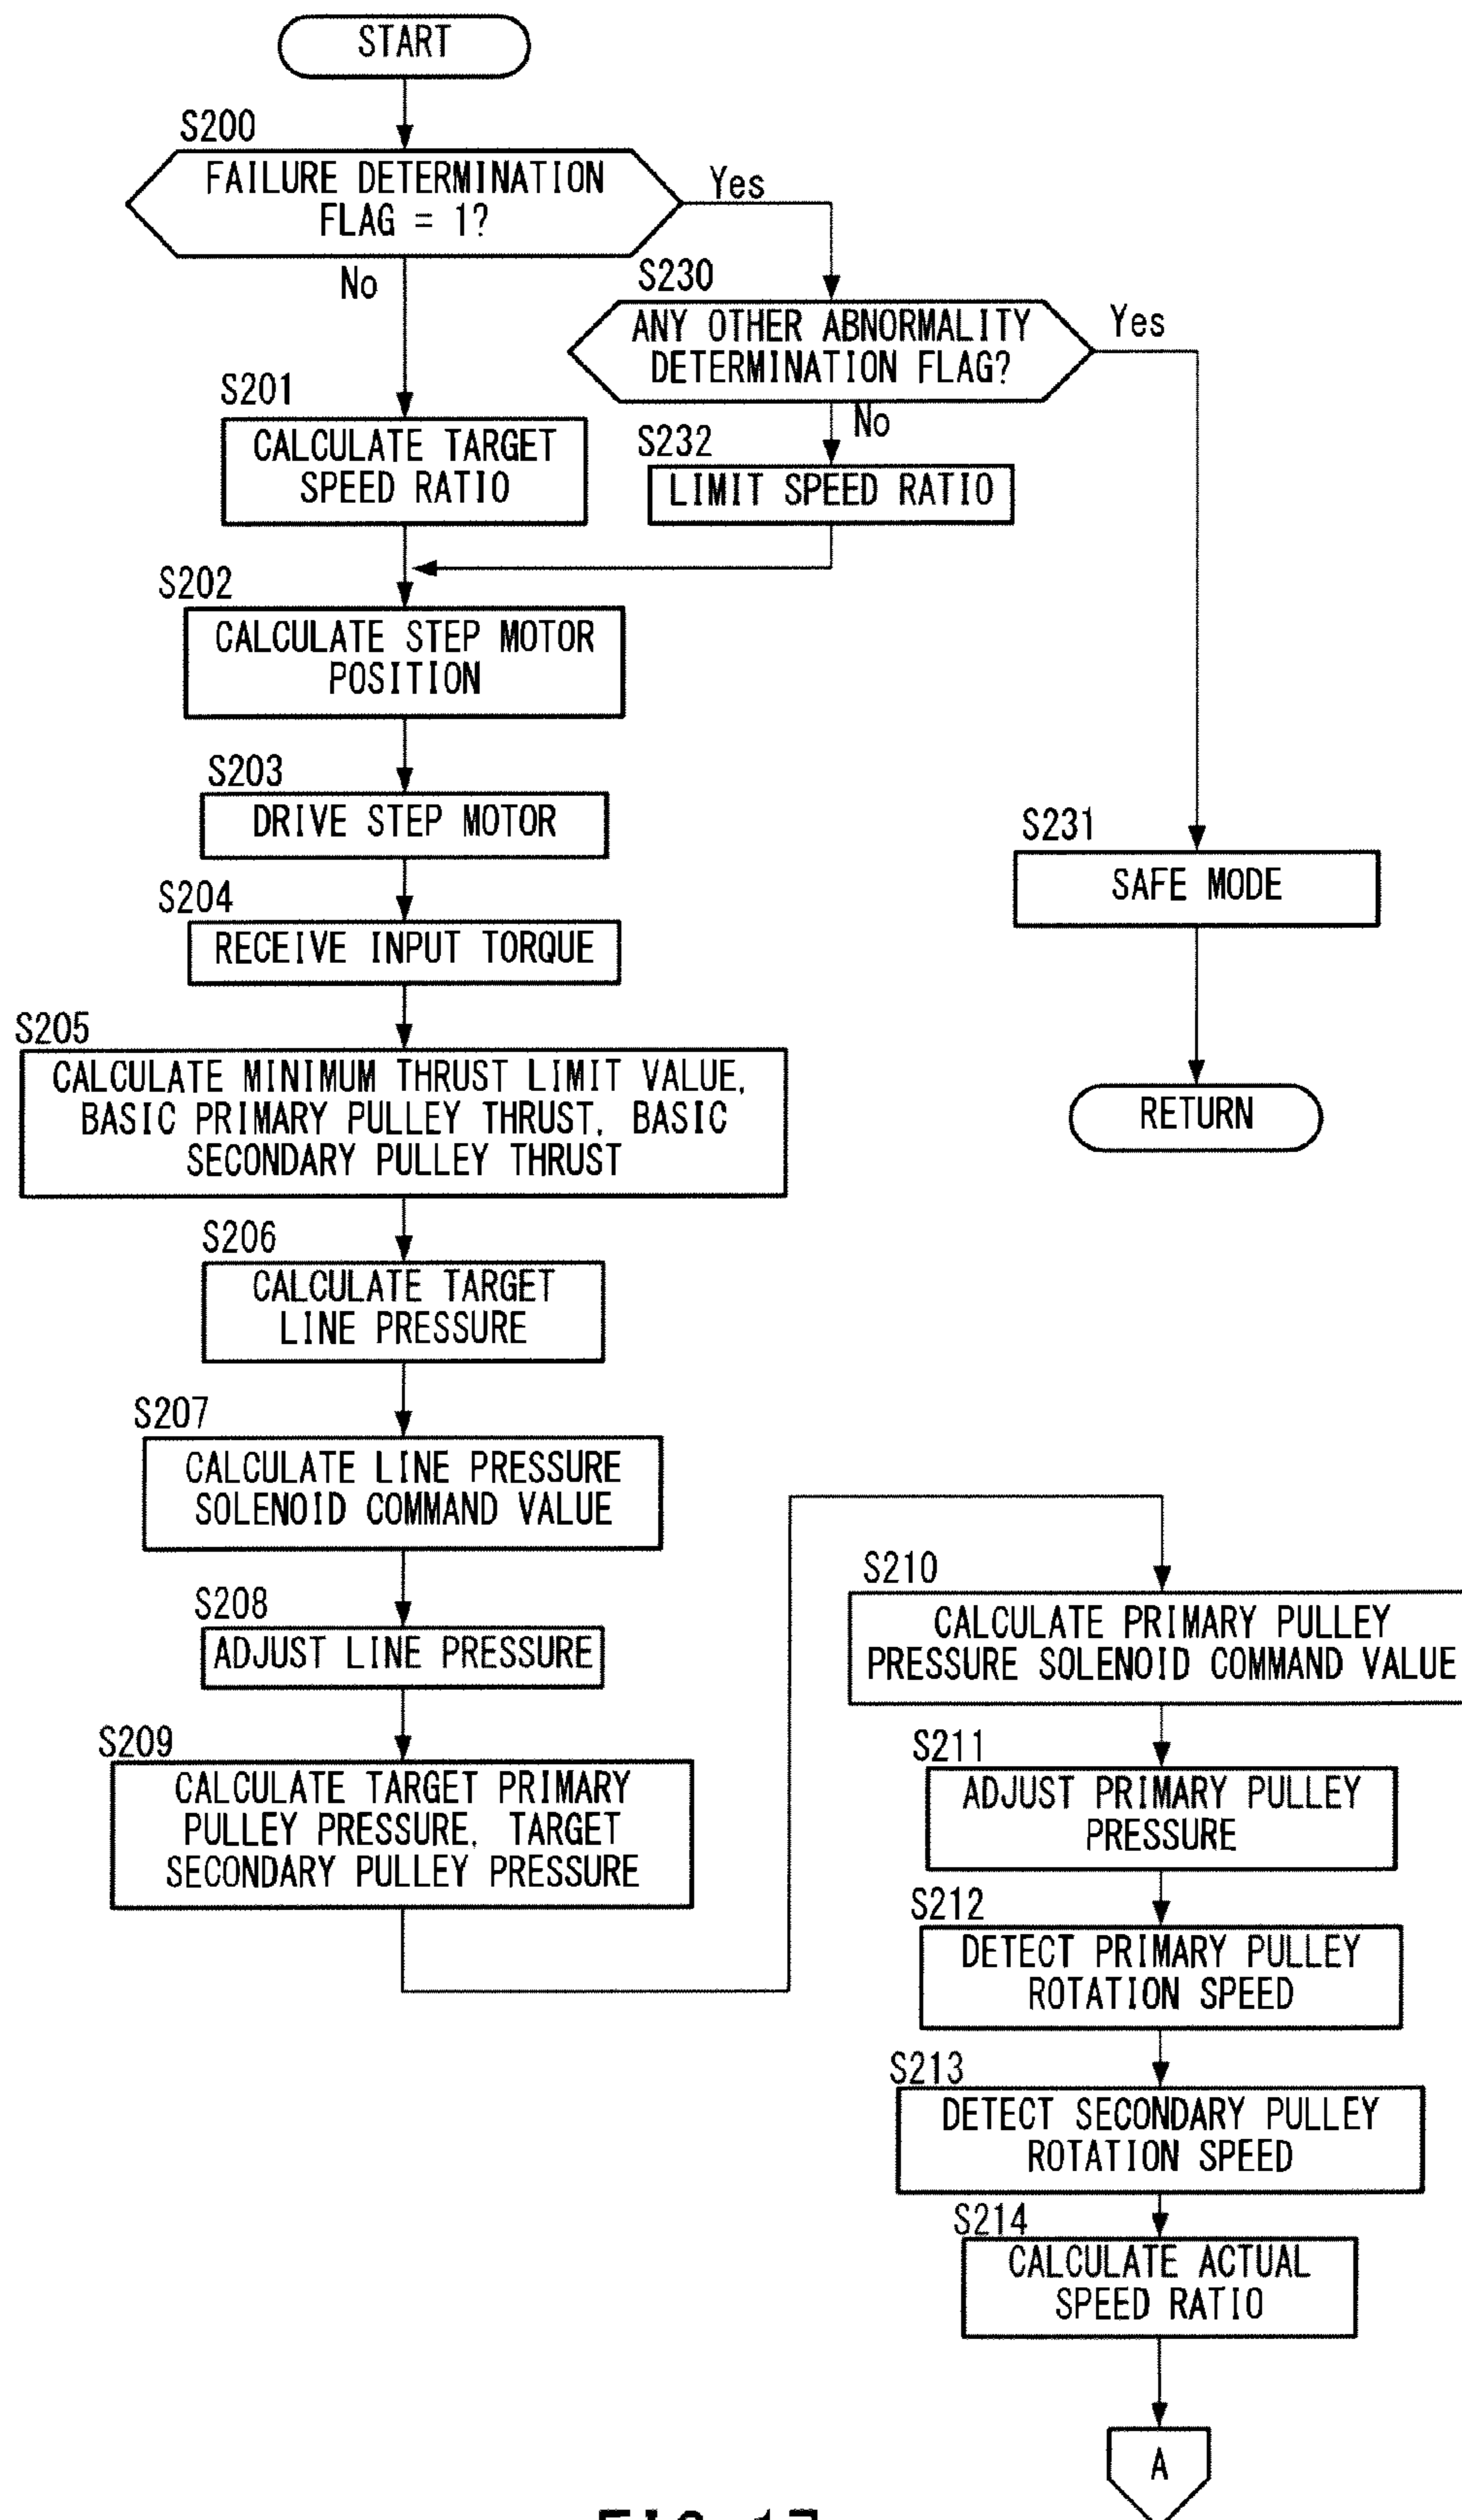 START
S200
FAILURE DETERMINATION
FLAG = 1?
Yes
No
S230
ANY OTHER ABNORMALITY
DETERMINATION FLAG?
Yes
No
S201
CALCULATE TARGET
SPEED RATIO
S232
LIMIT SPEED RATIO
S202
CALCULATE STEP MOTOR
POSITION
S203
DRIVE STEP MOTOR
S231
SAFE MODE
S204
RECEIVE INPUT TORQUE
S205
CALCULATE MINIMUM THRUST LIMIT VALUE,
BASIC PRIMARY PULLEY THRUST, BASIC
SECONDARY PULLEY THRUST
RETURN
S206
CALCULATE TARGET
LINE PRESSURE
S207
CALCULATE LINE PRESSURE
SOLENOID COMMAND VALUE
S208
ADJUST LINE PRESSURE
S209
CALCULATE TARGET PRIMARY
PULLEY PRESSURE, TARGET
SECONDARY PULLEY PRESSURE
S210
CALCULATE PRIMARY PULLEY
PRESSURE SOLENOID COMMAND VALUE
S211
ADJUST PRIMARY PULLEY
PRESSURE
S212
DETECT PRIMARY PULLEY
ROTATION SPEED
S213
DETECT SECONDARY PULLEY
ROTATION SPEED
S214
CALCULATE ACTUAL
SPEED RATIO
A